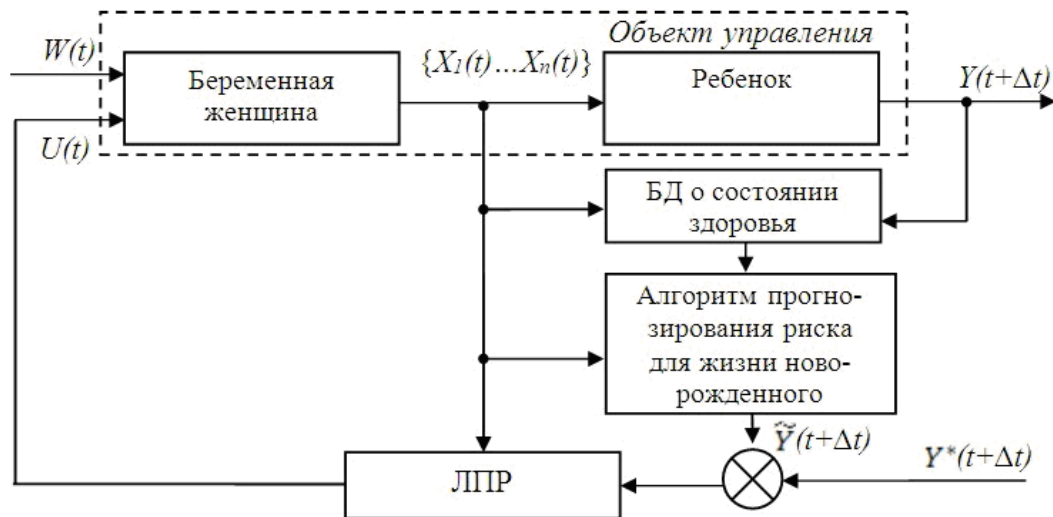 Объект управления
W(t)
Беременная
женщина
{X1(t)…Xn(t)}
Ребенок
Y(t+Δt)
U(t)
БД о состоянии
здоровья
Алгоритм прогно-
зирования риска
для жизни ново-
рожденного
Ŷ̃(t+Δt)
Y*(t+Δt)
ЛПР